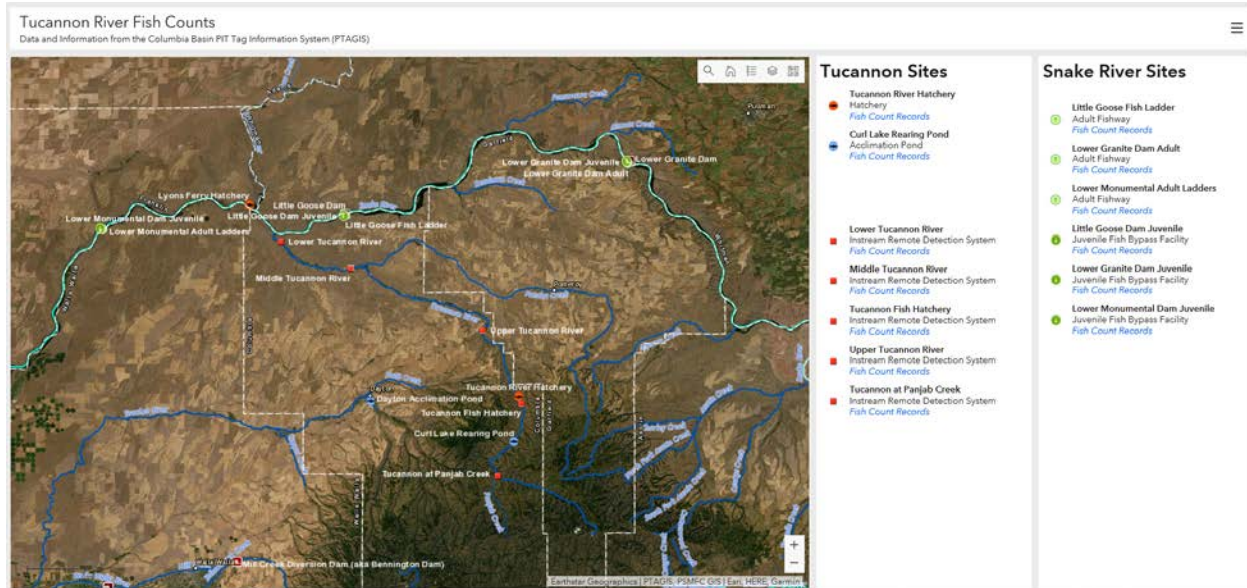 Tucannon River Fish Counts
Data and Information from the Columbia Basin PIT Tag Information System (PTAGIS)
Tucannon Sites
Tucannon River Hatchery
Hatchery
Fish Count Records
Curl Lake Rearing Pond
Acclimation Pond
Fish Count Records
Lower Tucannon River
Instream Remote Detection System
Fish Count Records
Middle Tucannon River
Instream Remote Detection System
Fish Count Records
Tucannon Fish Hatchery
Instream Remote Detection System
Fish Count Records
Upper Tucannon River
Instream Remote Detection System
Fish Count Records
Tucannon at Panjab Creek
Instream Remote Detection System
Fish Count Records
Snake River Sites
Little Goose Fish Ladder
Adult Fishway
Fish Count Records
Lower Granite Dam Adult
Adult Fishway
Fish Count Records
Lower Monumental Adult Ladders
Adult Fishway
Fish Count Records
Little Goose Dam Juvenile
Juvenile Fish Bypass Facility
Fish Count Records
Lower Granite Dam Juvenile
Juvenile Fish Bypass Facility
Fish Count Records
Lower Monumental Dam Juvenile
Juvenile Fish Bypass Facility
Fish Count Records
Pullman
Lower Granite Dam Juvenile
Lower Granite Dam
Lower Granite Dam Adult
Lyons Ferry Hatchery
Little Goose Dam
Little Goose Dam Juvenile
Little Goose Fish Ladder
Lower Monumental Dam Juvenile
Lower Monumental Adult Ladders
Lower Tucannon River
Middle Tucannon River
Upper Tucannon River
Tucannon River Hatchery
Dayton Acclimation Pond
Tucannon Fish Hatchery
Curl Lake Rearing Pond
Tucannon at Panjab Creek
Panjab Creek
Columbia
Garfield
Walla Walla
Mill Creek Diversion Dam (aka Bennington Dam)
Earthstar Geographics | PTAGIS, PSMFC GIS | Esri, HERE, Garmin